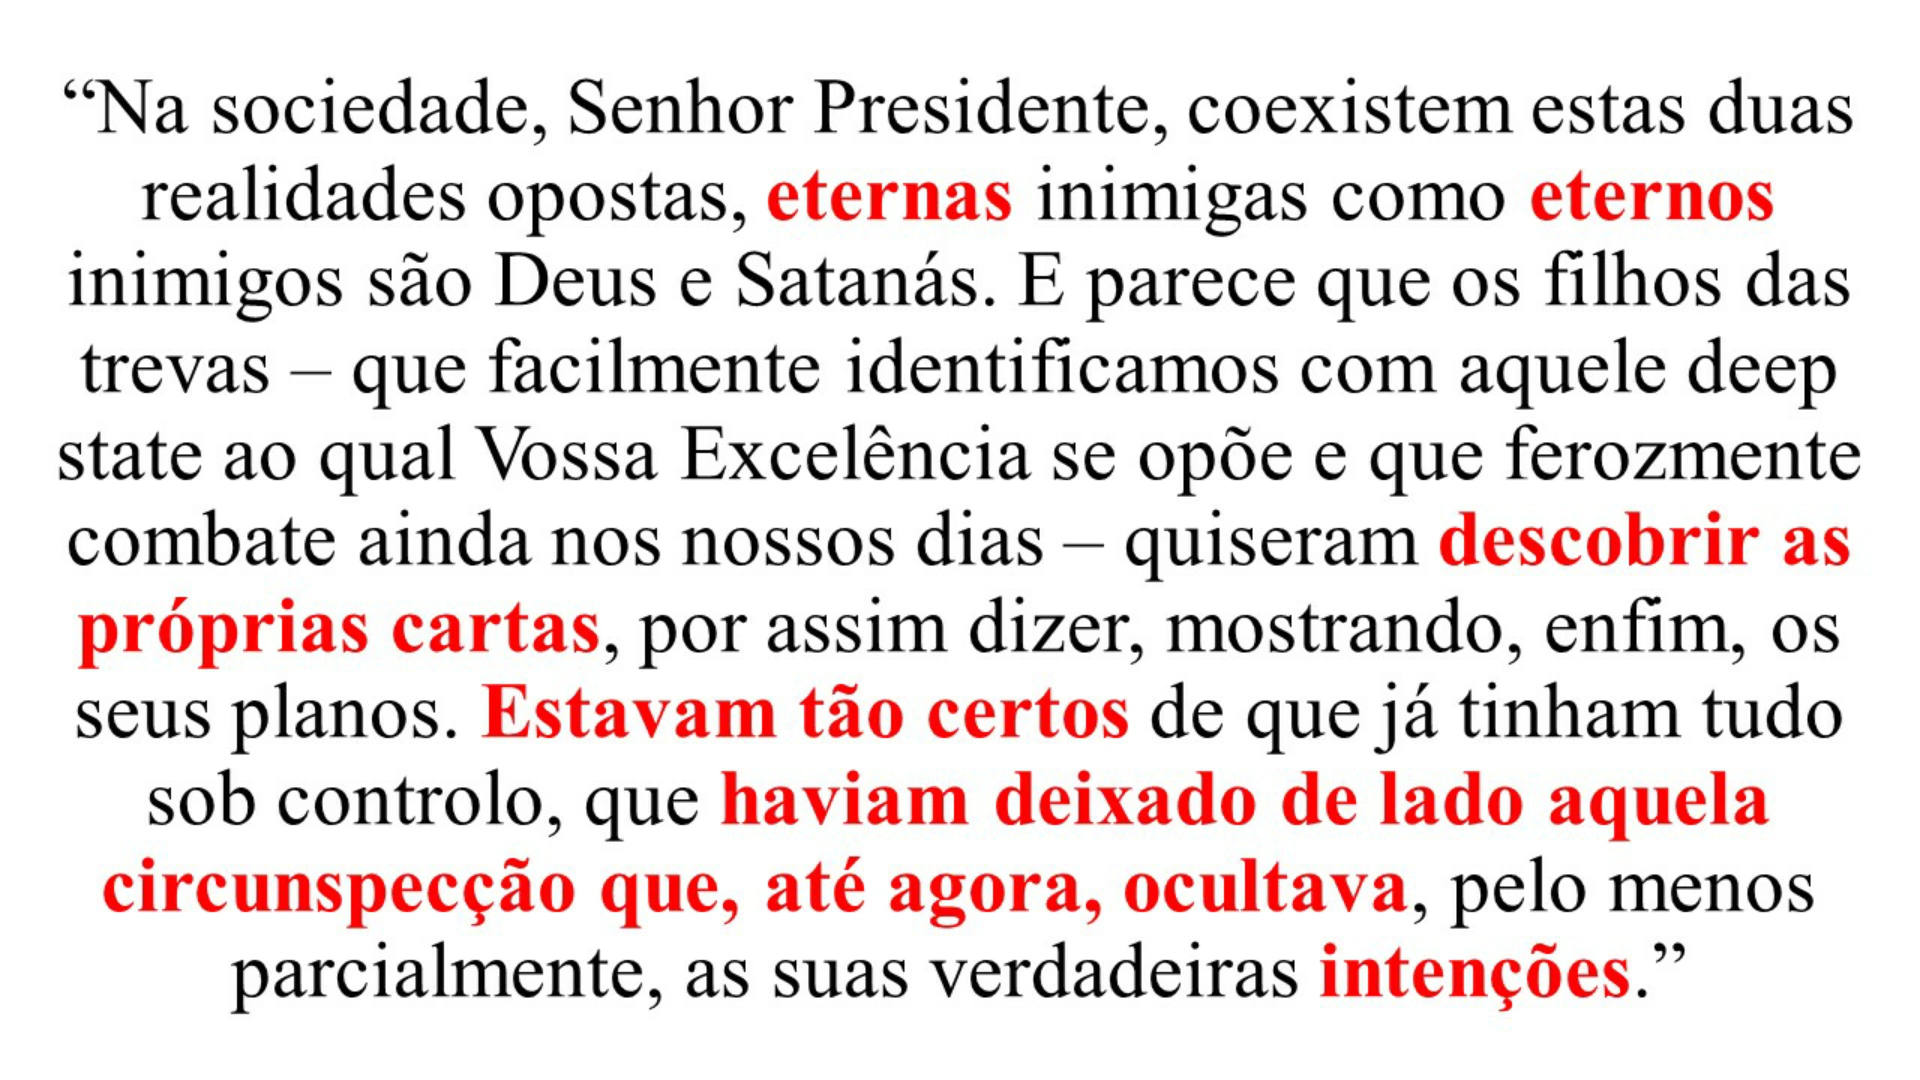 “Na sociedade, Senhor Presidente, coexistem estas duas
realidades opostas, eternas inimigas como eternos
inimigos são Deus e Satanás. E parece que os filhos das
trevas – que facilmente identificamos com aquele deep
state ao qual Vossa Excelência se opõe e que ferozmente
combate ainda nos nossos dias – quiseram descobrir as
próprias cartas, por assim dizer, mostrando, enfim, os
seus planos. Estavam tão certos de que já tinham tudo
sob controlo, que haviam deixado de lado aquela
circunspecção que, até agora, ocultava, pelo menos
parcialmente, as suas verdadeiras intenções.”